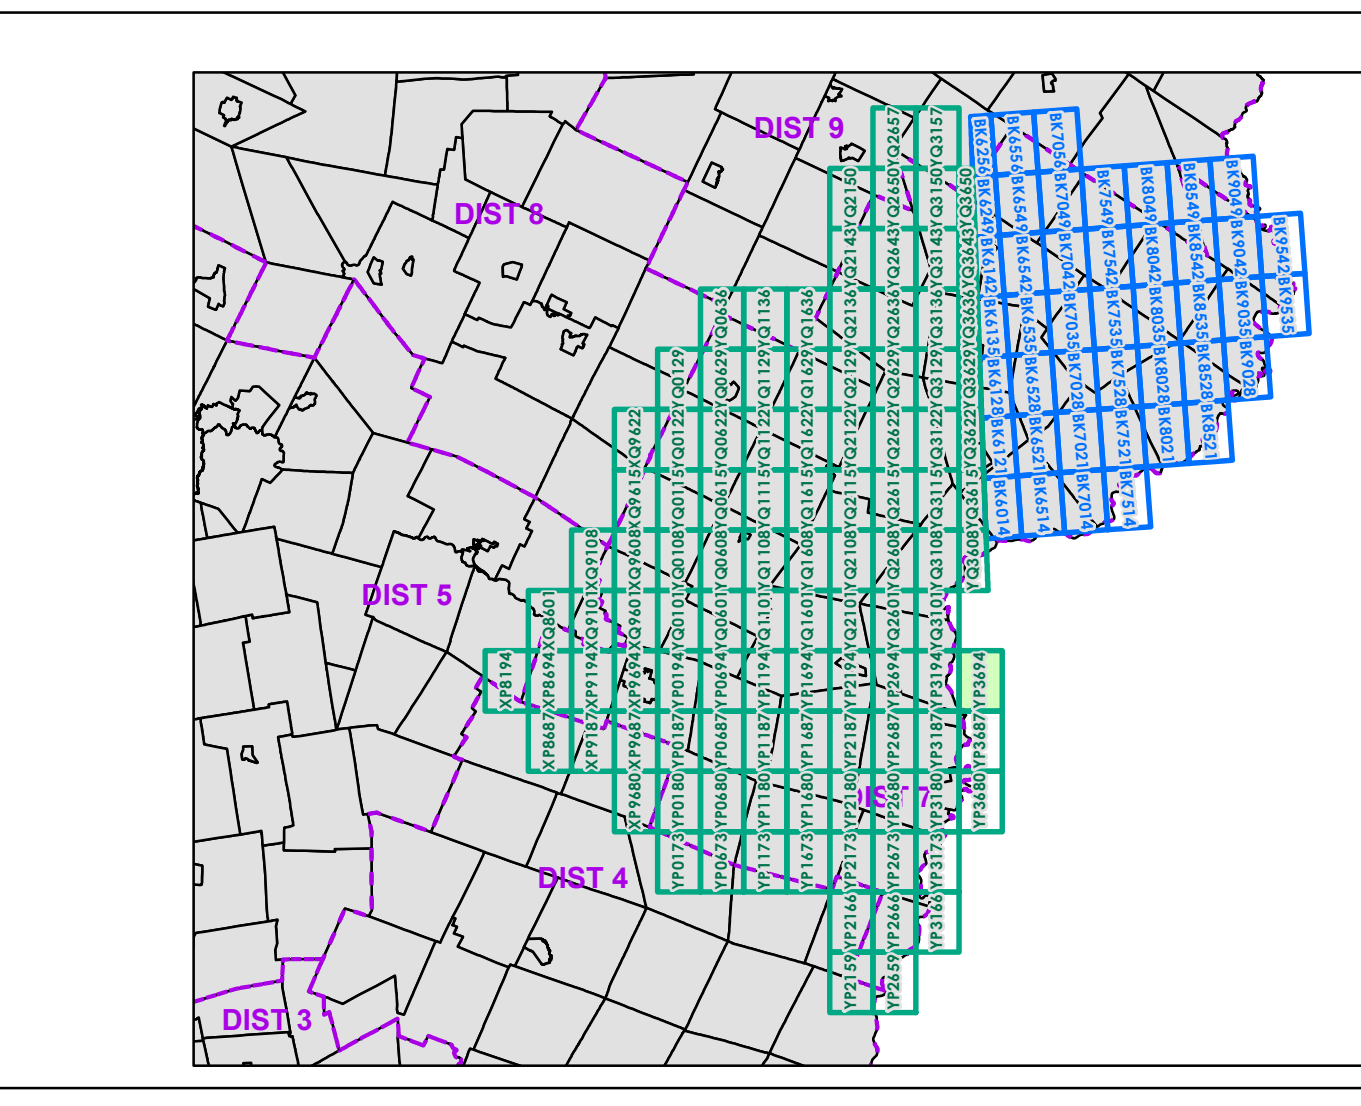 DIST 9
DIST 8
DIST 5
DIST 7
DIST 4
DIST 3
YQ2657 YQ3157
YQ2150 YQ2650 YQ3150 YQ3650
YQ2143 YQ2643 YQ3143 YQ3643
YQ0636 YQ1136 YQ1636 YQ2136 YQ2636 YQ3136 YQ3636
YQ0129 YQ0629 YQ1129 YQ1629 YQ2129 YQ2629 YQ3129 YQ3629
XQ9622 YQ0122 YQ0622 YQ1122 YQ1622 YQ2122 YQ2622 YQ3122 YQ3622
XQ9615 YQ0115 YQ0615 YQ1115 YQ1615 YQ2115 YQ2615 YQ3115 YQ3615
XQ9108 XQ9608 YQ0108 YQ0608 YQ1108 YQ1608 YQ2108 YQ2608 YQ3108 YQ3608
XQ8601 XQ9101 XQ9601 YQ0101 YQ0601 YQ1101 YQ1601 YQ2101 YQ2601 YQ3101
XP8194 XP8694 XP9194 XP9694 YP0194 YP0694 YP1194 YP1694 YP2194 YP2694 YP3194 YP3694
XP8687 XP9187 XP9687 YP0187 YP0687 YP1187 YP1687 YP2187 YP2687 YP3187 YP3687
XP9680 YP0180 YP0680 YP1180 YP1680 YP2180 YP2680 YP3180 YP3680
YP0173 YP0673 YP1173 YP1673 YP2173 YP2673 YP3173
YP2166 YP2666 YP3166
YP2159 YP2659
BK6256 BK6556 BK7056
BK6249 BK6549 BK7049 BK7549 BK8049 BK8549 BK9049
BK6142 BK6542 BK7042 BK7542 BK8042 BK8542 BK9042 BK9542
BK6135 BK6535 BK7035 BK7535 BK8035 BK8535 BK9035 BK9535
BK6128 BK6528 BK7028 BK7528 BK8028 BK8528 BK9028
BK6121 BK6521 BK7021 BK7521 BK8021 BK8521
BK6014 BK6514 BK7014 BK7514